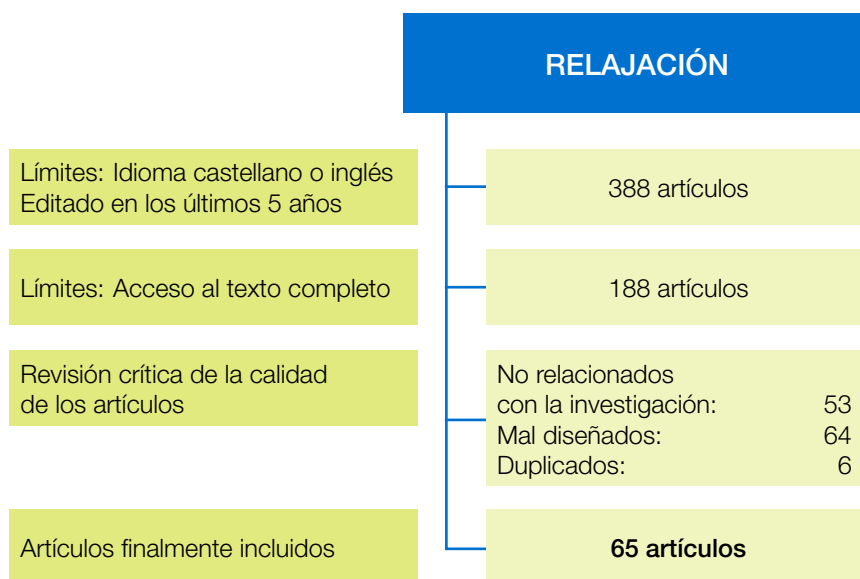 RELAJACIÓN
Límites: Idioma castellano o inglés
Editado en los últimos 5 años
388 artículos
Límites: Acceso al texto completo
188 artículos
Revisión crítica de la calidad
de los artículos
No relacionados
con la investigación: 53
Mal diseñados: 64
Duplicados: 6
Artículos finalmente incluidos
65 artículos